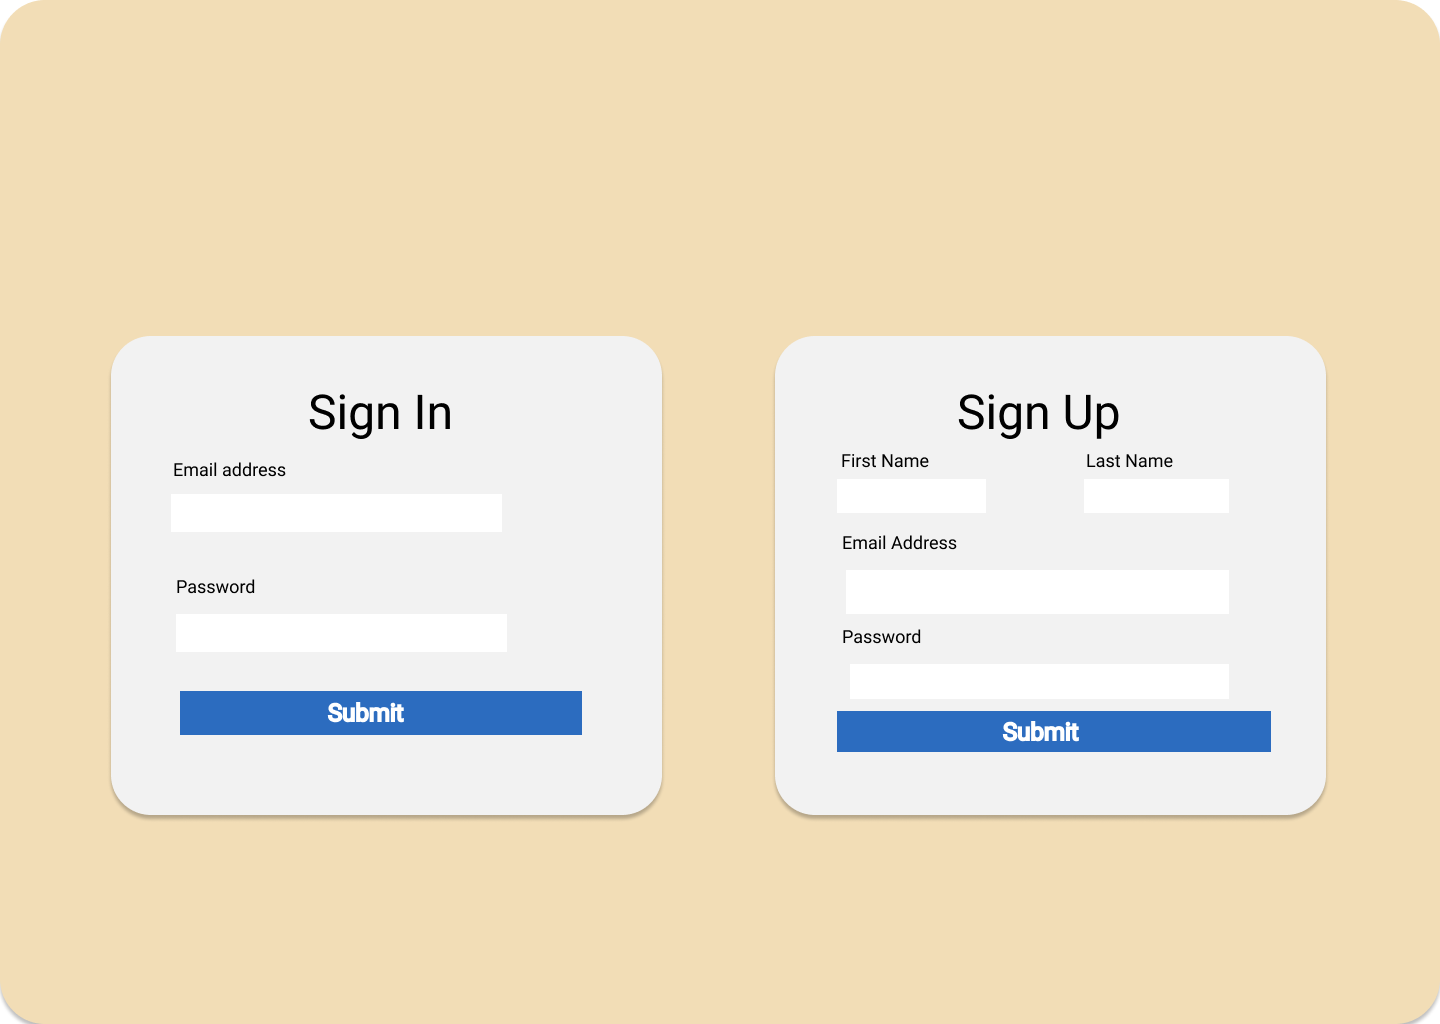 Sign In
Email address
Password
Submit
Sign Up
First Name
Last Name
Email Address
Password
Submit